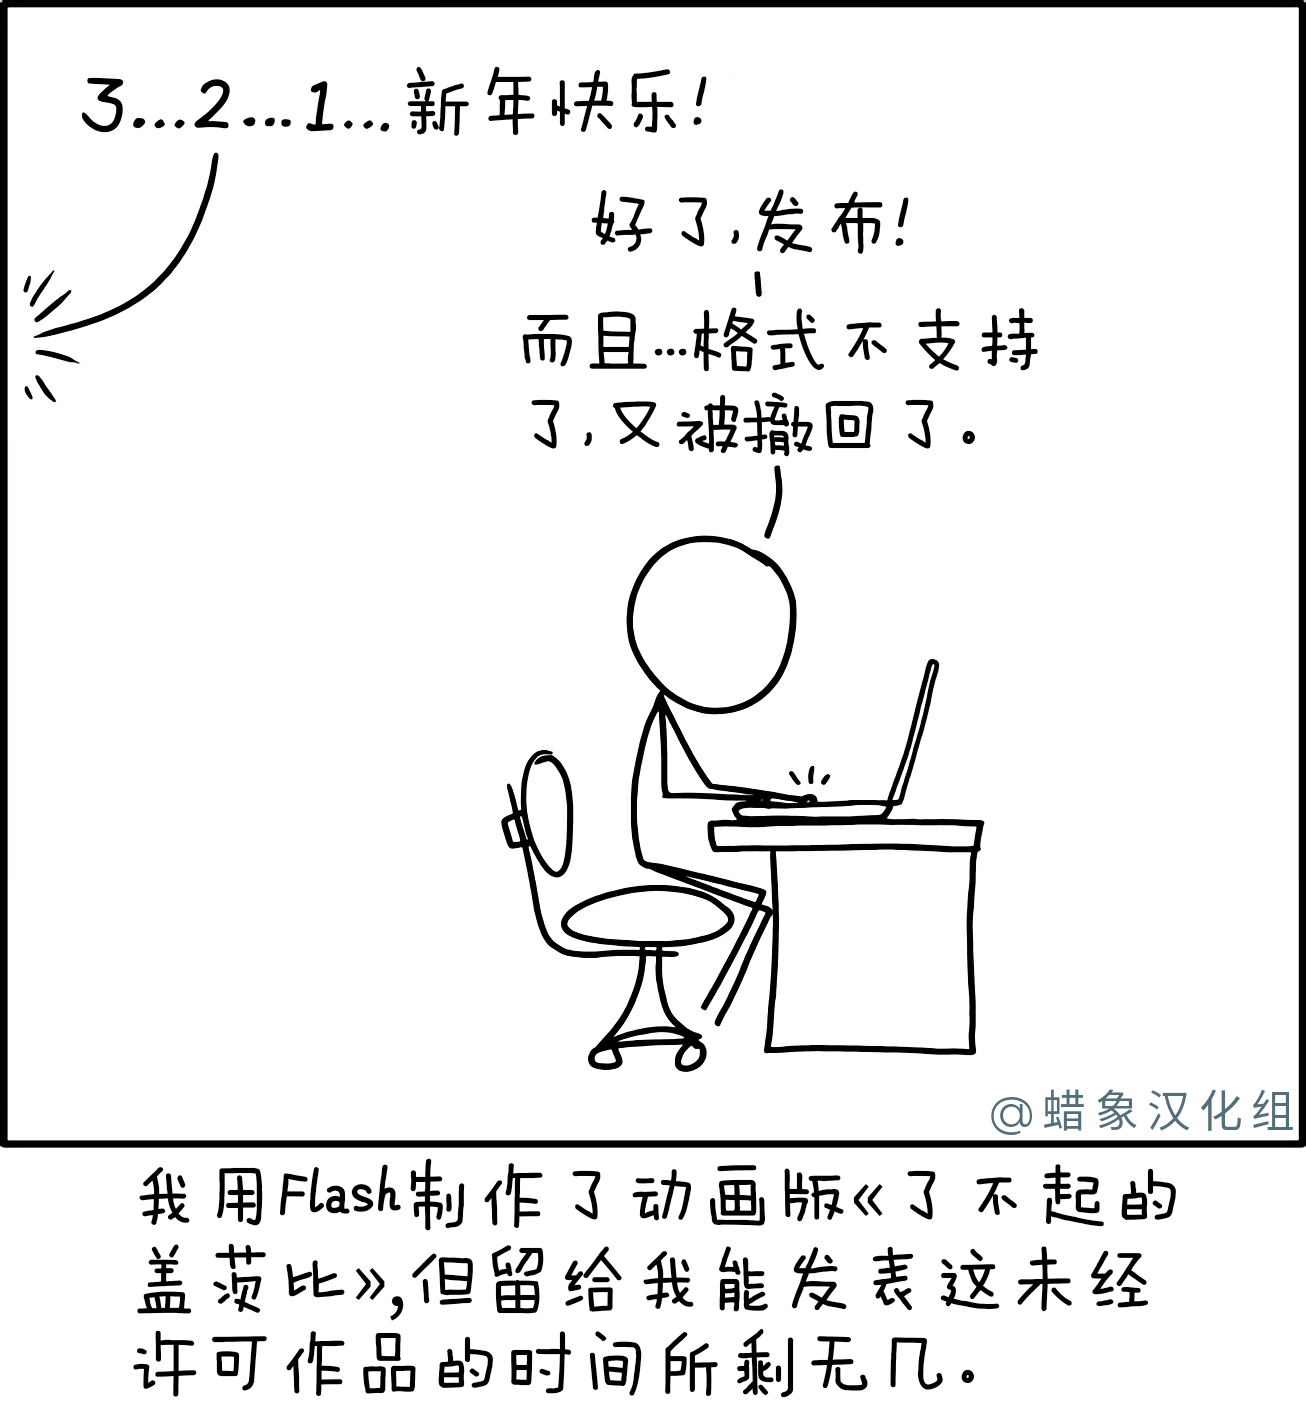 3...2...1...新年快乐!
好了,发布!
而且...格式不支持
了,又被撤回了。
@蜡象汉化组
我用Flash制作了动画版《了不起的
盖茨比》,但留给我能发表这未经
许可作品的时间所剩无几。